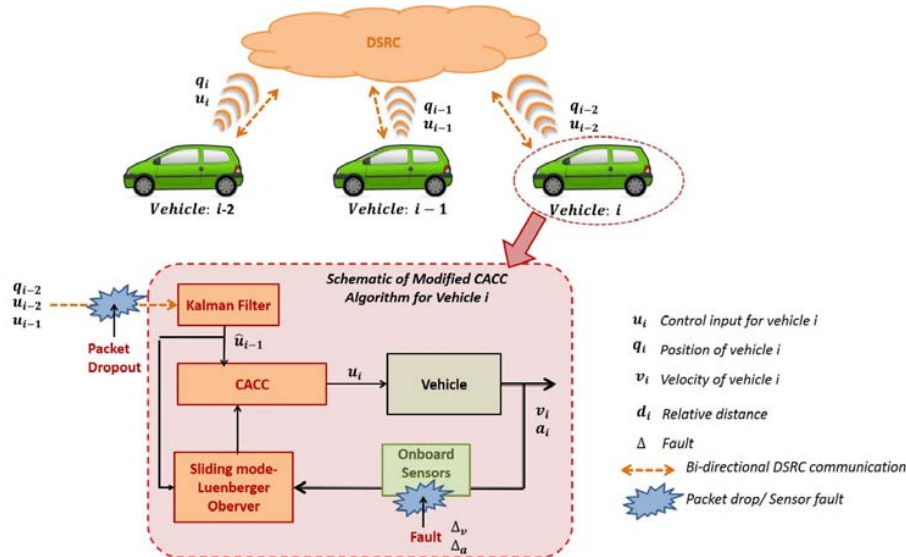 DSRC
q_i
u_i
q_{i-1}
u_{i-1}
q_{i-2}
u_{i-2}
Vehicle: i-2
Vehicle: i − 1
Vehicle: i
Schematic of Modified CACC
Algorithm for Vehicle i
q_{i-2}
u_{i-2}
u_{i-1}
Packet
Dropout
Kalman Filter
û_{i-1}
CACC
u_i
Vehicle
v_i
a_i
Sliding mode-
Luenberger
Oberver
Onboard
Sensors
Fault
Δ_v
Δ_a
u_i Control input for vehicle i
q_i Position of vehicle i
v_i Velocity of vehicle i
d_i Relative distance
Δ Fault
Bi-directional DSRC communication
Packet drop/ Sensor fault